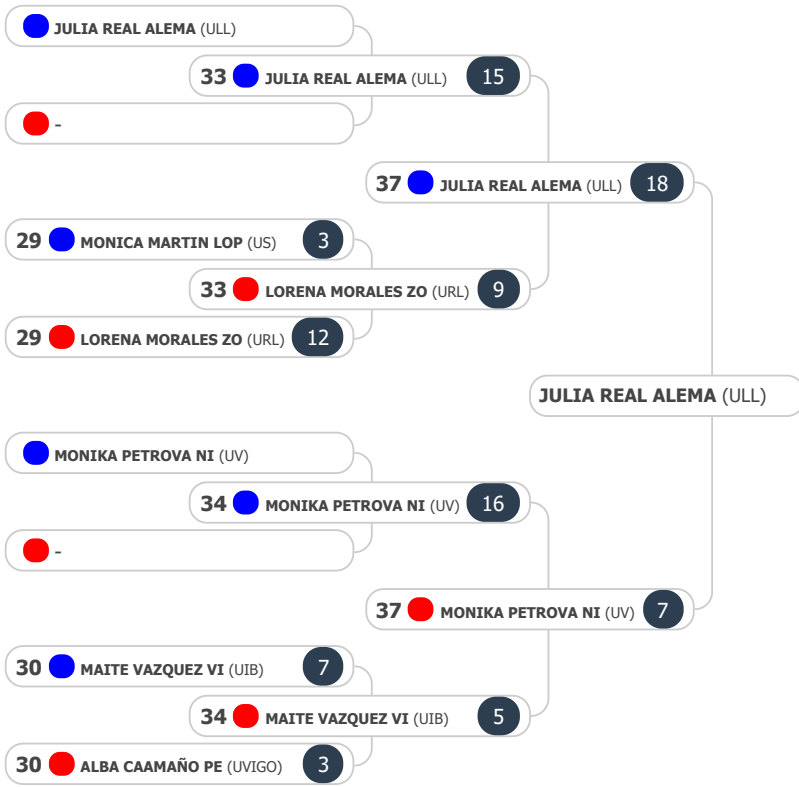 JULIA REAL ALEMA (ULL)
33 JULIA REAL ALEMA (ULL) 15
-
37 JULIA REAL ALEMA (ULL) 18
29 MONICA MARTIN LOP (US) 3
33 LORENA MORALES ZO (URL) 9
29 LORENA MORALES ZO (URL) 12
JULIA REAL ALEMA (ULL)
MONIKA PETROVA NI (UV)
34 MONIKA PETROVA NI (UV) 16
-
37 MONIKA PETROVA NI (UV) 7
30 MAITE VAZQUEZ VI (UIB) 7
34 MAITE VAZQUEZ VI (UIB) 5
30 ALBA CAAMAÑO PE (UVIGO) 3